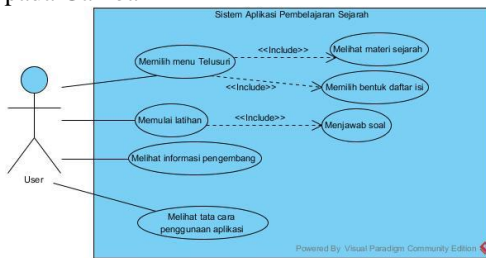 Sistem Aplikasi Pembelajaran Sejarah
Memilih menu Telusuri
<<Include>>
Melihat materi sejarah
<<Include>>
Memilih bentuk daftar isi
Memulai latihan
<<Include>>
Menjawab soal
Melihat informasi pengembang
User
Melihat tata cara
penggunaan aplikasi
Powered By Visual Paradigm Community Edition